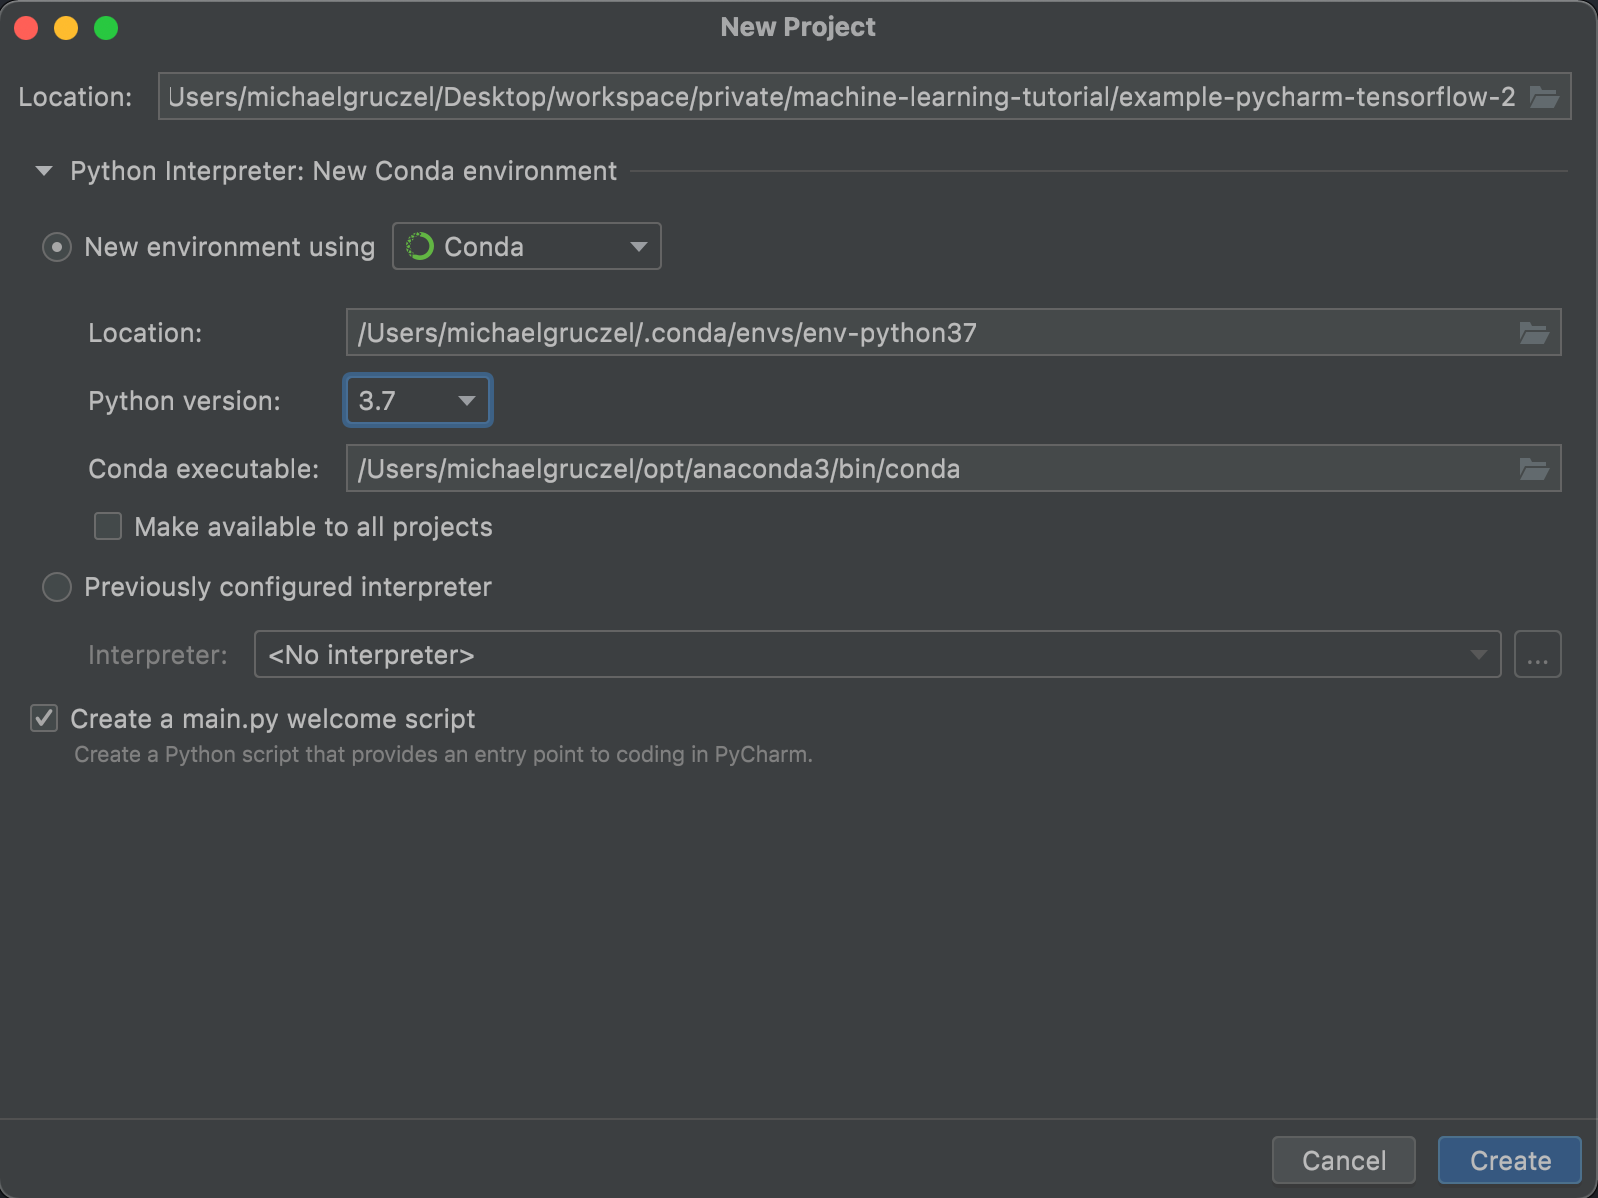 New Project
Location: Users/michaelgruczel/Desktop/workspace/private/machine-learning-tutorial/example-pycharm-tensorflow-2
Python Interpreter: New Conda environment
New environment using Conda
Location: /Users/michaelgruczel/.conda/envs/env-python37
Python version: 3.7
Conda executable: /Users/michaelgruczel/opt/anaconda3/bin/conda
Make available to all projects
Previously configured interpreter
Interpreter: <No interpreter> ...
Create a main.py welcome script
Create a Python script that provides an entry point to coding in PyCharm.
Cancel Create